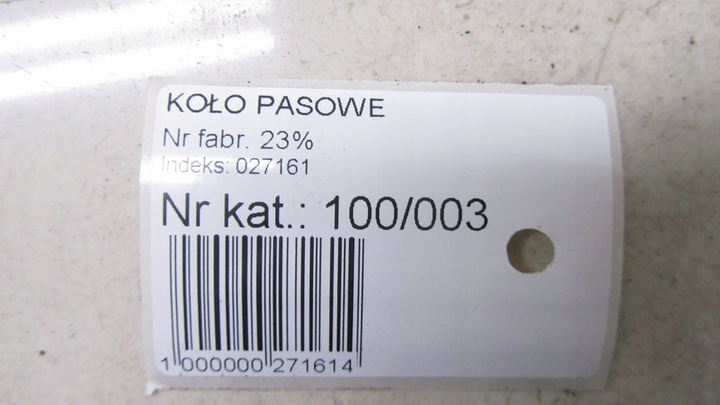 KOŁO PASOWE
Nr fabr. 23%
Indeks: 027161
Nr kat.: 100/003
1 000000 271614